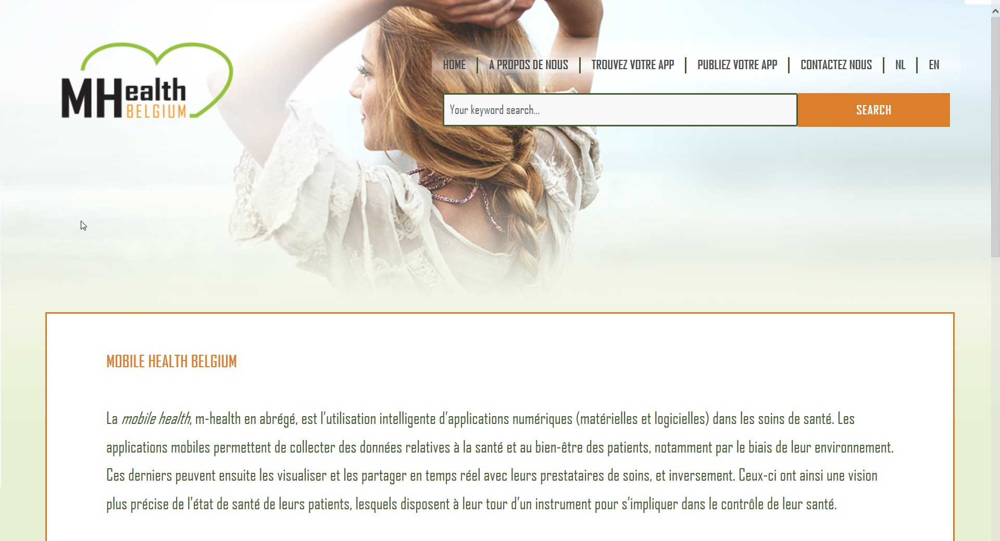 MHealth
BELGIUM
HOME
A PROPOS DE NOUS
TROUVEZ VOTRE APP
PUBLIEZ VOTRE APP
CONTACTEZ NOUS
NL
EN
Your keyword search...
SEARCH
MOBILE HEALTH BELGIUM
La mobile health, m-health en abrégé, est l’utilisation intelligente d’applications numériques (matérielles et logicielles) dans les soins de santé. Les
applications mobiles permettent de collecter des données relatives à la santé et au bien-être des patients, notamment par le biais de leur environnement.
Ces derniers peuvent ensuite les visualiser et les partager en temps réel avec leurs prestataires de soins, et inversement. Ceux-ci ont ainsi une vision
plus précise de l’état de santé de leurs patients, lesquels disposent à leur tour d’un instrument pour s’impliquer dans le contrôle de leur santé.